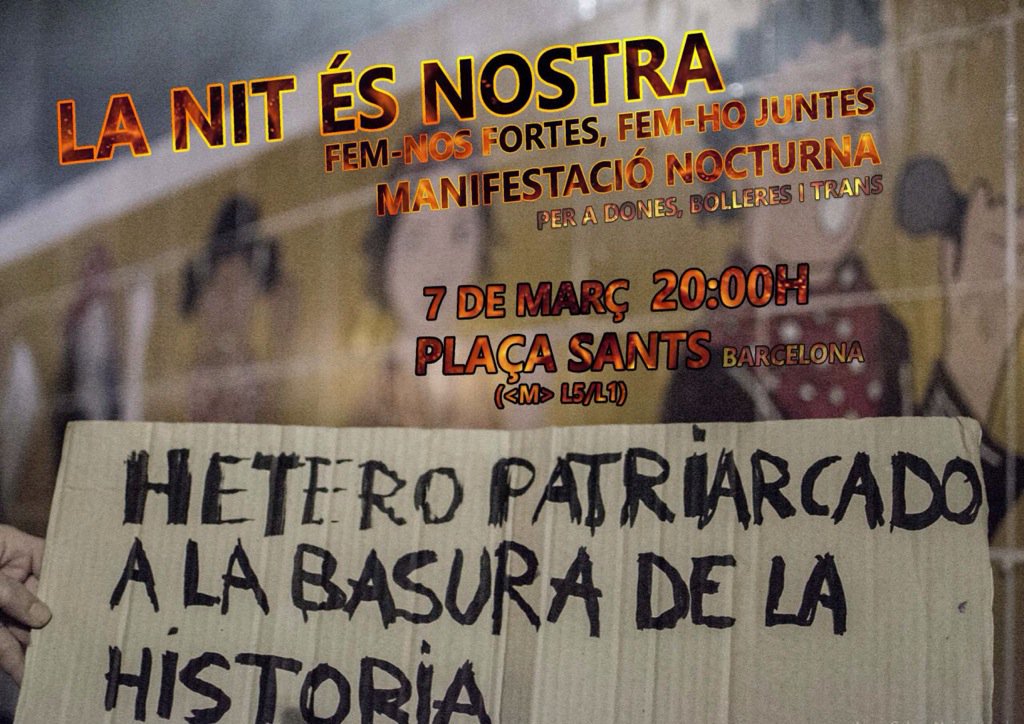 LA NIT ÉS NOSTRA
FEM-NOS FORTES, FEM-HO JUNTES
MANIFESTACIÓ NOCTURNA
PER A DONES, BOLLERES I TRANS
7 DE MARÇ 20:00H
PLAÇA SANTS BARCELONA
(<M> L5/L1)
HETERO PATRIARCADO
A LA BASURA DE LA
HISTORIA